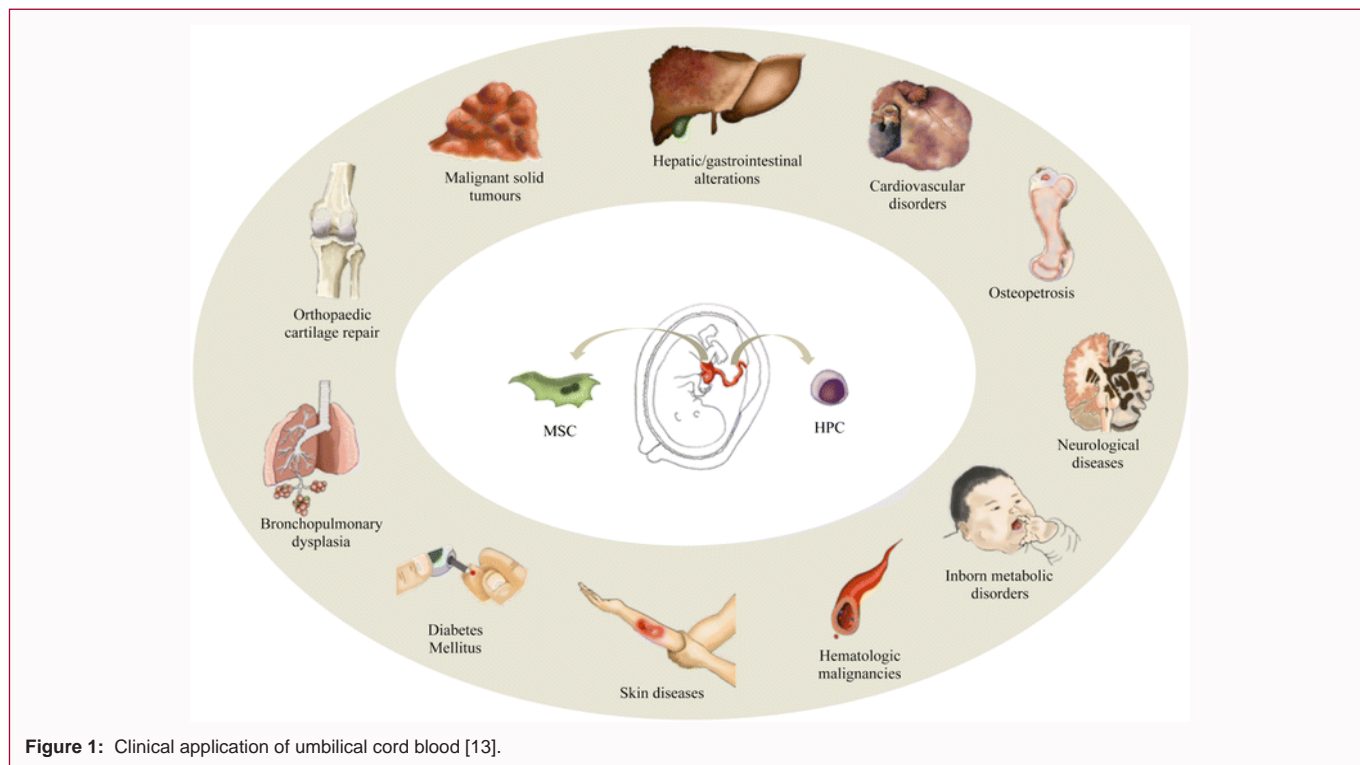 Hepatic/gastrointestinal
alterations
Malignant solid
tumours
Cardiovascular
disorders
Orthopaedic
cartilage repair
Osteopetrosis
MSC
HPC
Neurological
diseases
Bronchopulmonary
dysplasia
Inborn metabolic
disorders
Diabetes
Mellitus
Hematologic
malignancies
Skin diseases
Figure 1: Clinical application of umbilical cord blood [13].